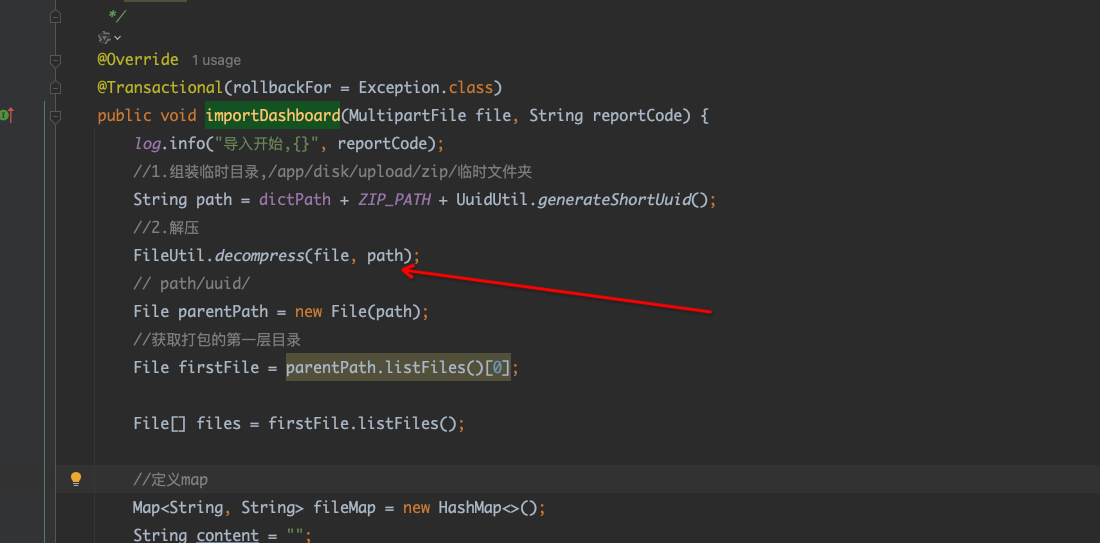 */
@Override 1 usage
@Transactional(rollbackFor = Exception.class)
public void importDashboard(MultipartFile file, String reportCode) {
log.info("导入开始,{}", reportCode);
//1.组装临时目录,/app/disk/upload/zip/临时文件夹
String path = dictPath + ZIP_PATH + UuidUtil.generateShortUuid();
//2.解压
FileUtil.decompress(file, path);
// path/uuid/
File parentPath = new File(path);
//获取打包的第一层目录
File firstFile = parentPath.listFiles()[0];
File[] files = firstFile.listFiles();
//定义map
Map<String, String> fileMap = new HashMap<>();
String content = "";